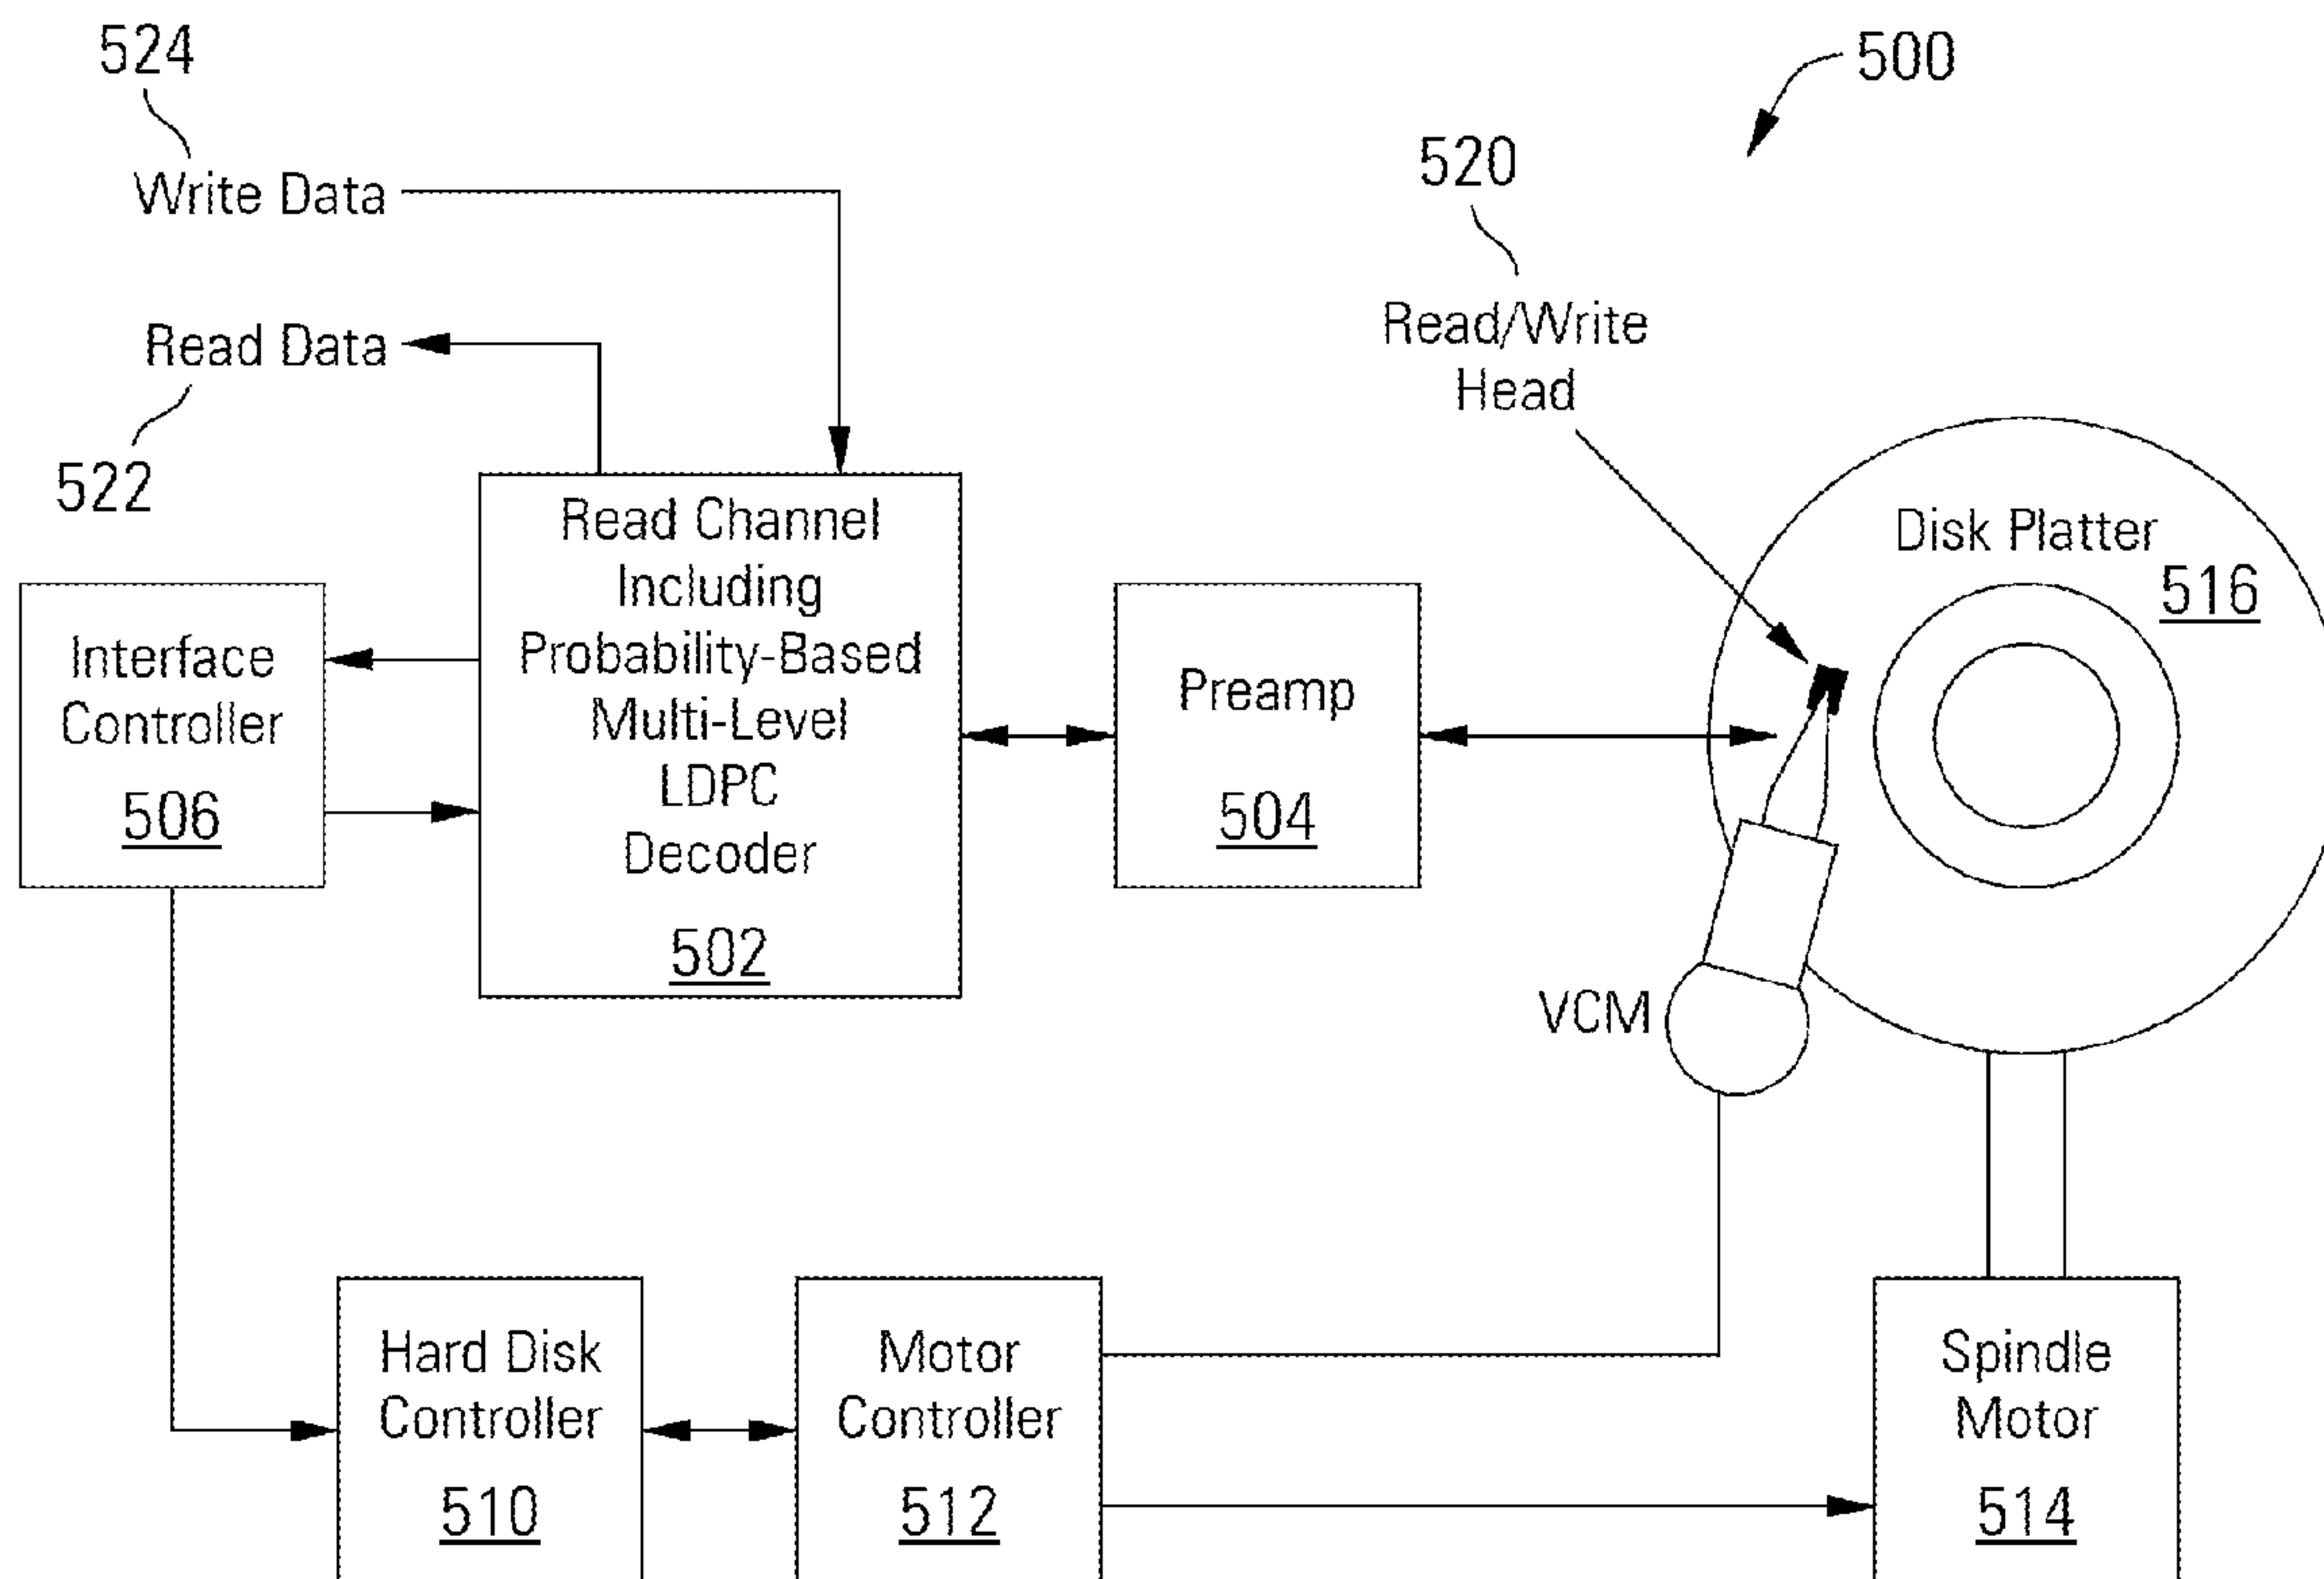 524
Write Data
500
520
Read/Write
Head
Read Data
522
Read Channel
Including
Probability-Based
Multi-Level
LDPC
Decoder
502
Interface
Controller
506
Preamp
504
Disk Platter
516
VCM
Hard Disk
Controller
510
Motor
Controller
512
Spindle
Motor
514